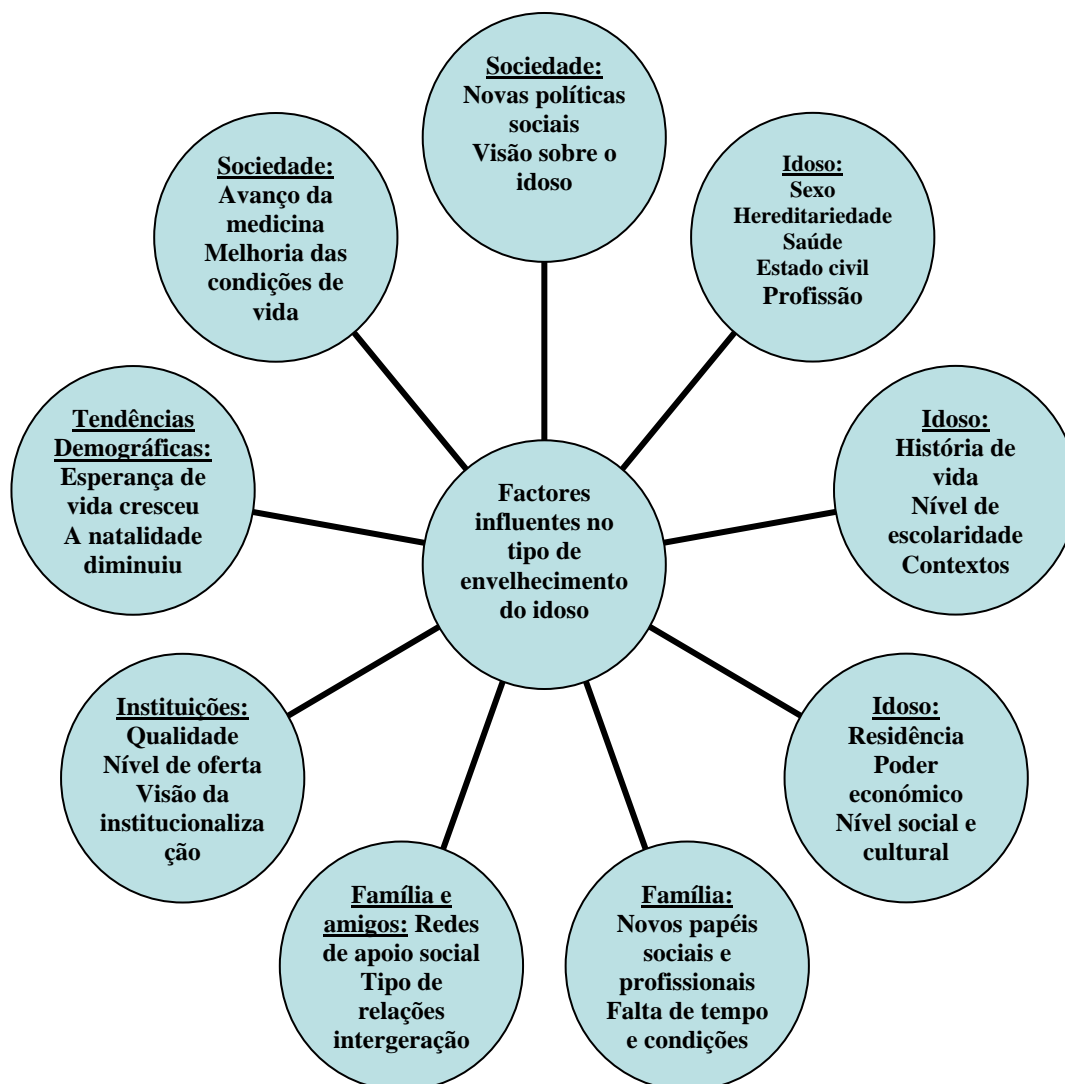 Sociedade:
Novas políticas
sociais
Visão sobre o
idoso
Idoso:
Sexo
Hereditariedade
Saúde
Estado civil
Profissão
Idoso:
História de
vida
Nível de
escolaridade
Contextos
Idoso:
Residência
Poder
económico
Nível social e
cultural
Família:
Novos papéis
sociais e
profissionais
Falta de tempo
e condições
Família e
amigos: Redes
de apoio social
Tipo de
relações
intergeração
Instituições:
Qualidade
Nível de oferta
Visão da
institucionaliza
ção
Tendências
Demográficas:
Esperança de
vida cresceu
A natalidade
diminuiu
Sociedade:
Avanço da
medicina
Melhoria das
condições de
vida
Factores
influentes no
tipo de
envelhecimento
do idoso